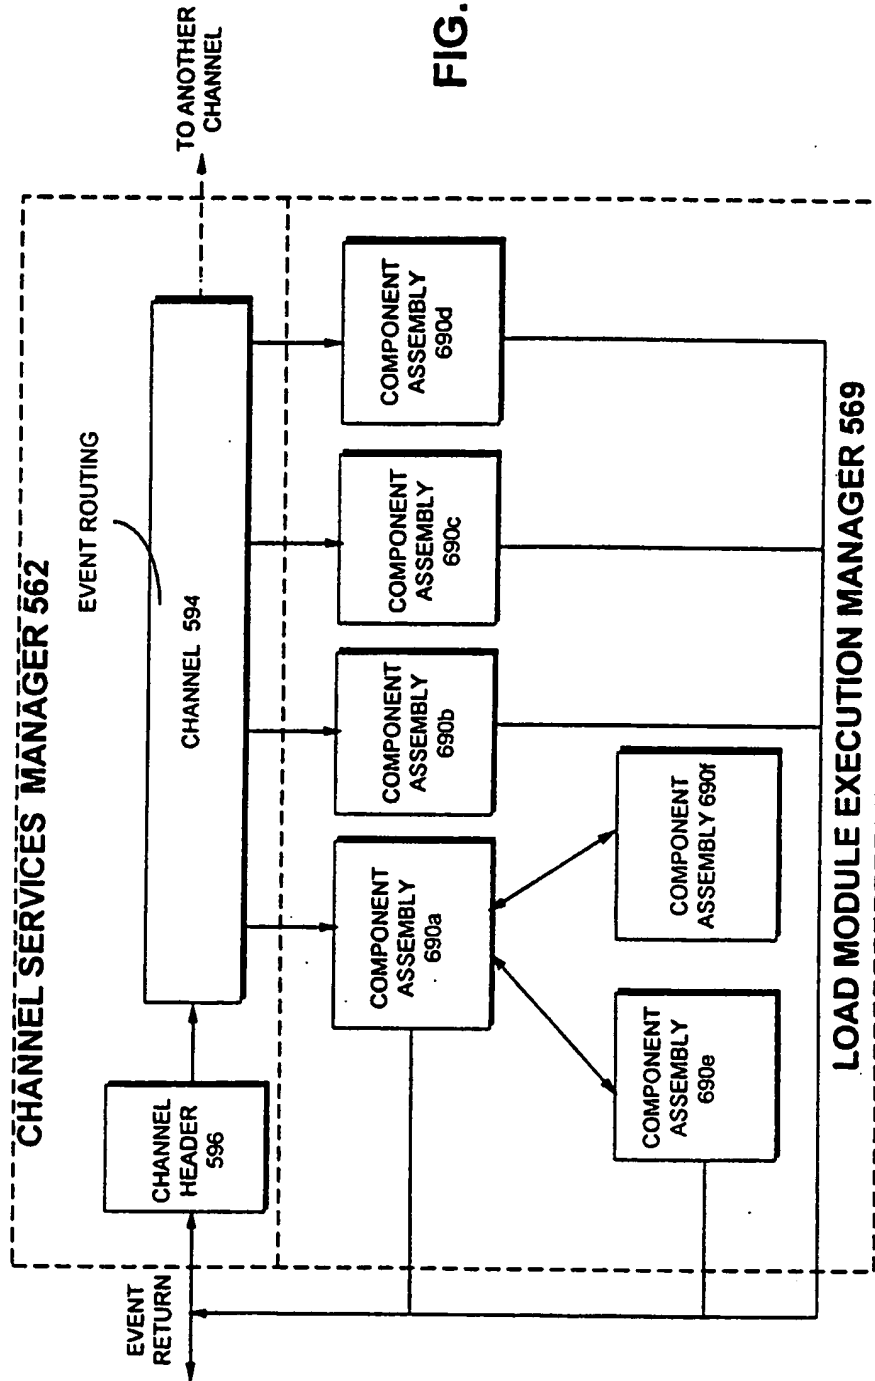 CHANNEL SERVICES MANAGER 562
EVENT
RETURN
CHANNEL
HEADER
596
EVENT ROUTING
CHANNEL 594
TO ANOTHER
CHANNEL
COMPONENT
ASSEMBLY
690a
COMPONENT
ASSEMBLY
690b
COMPONENT
ASSEMBLY
690c
COMPONENT
ASSEMBLY
690d
COMPONENT
ASSEMBLY
690e
COMPONENT
ASSEMBLY 690f
LOAD MODULE EXECUTION MANAGER 569
FIG.